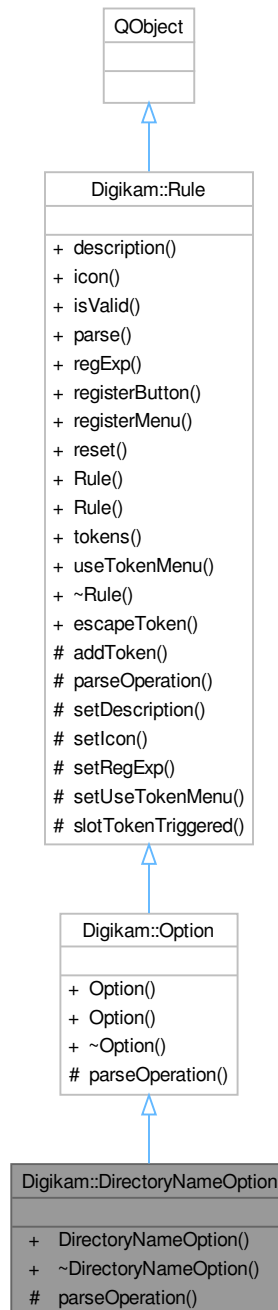 QObject
Digikam::Rule
+ description()
+ icon()
+ isValid()
+ parse()
+ regExp()
+ registerButton()
+ registerMenu()
+ reset()
+ Rule()
+ Rule()
+ tokens()
+ useTokenMenu()
+ ~Rule()
+ escapeToken()
# addToken()
# parseOperation()
# setDescription()
# setIcon()
# setRegExp()
# setUseTokenMenu()
# slotTokenTriggered()
Digikam::Option
+ Option()
+ Option()
+ ~Option()
# parseOperation()
Digikam::DirectoryNameOption
+ DirectoryNameOption()
+ ~DirectoryNameOption()
# parseOperation()